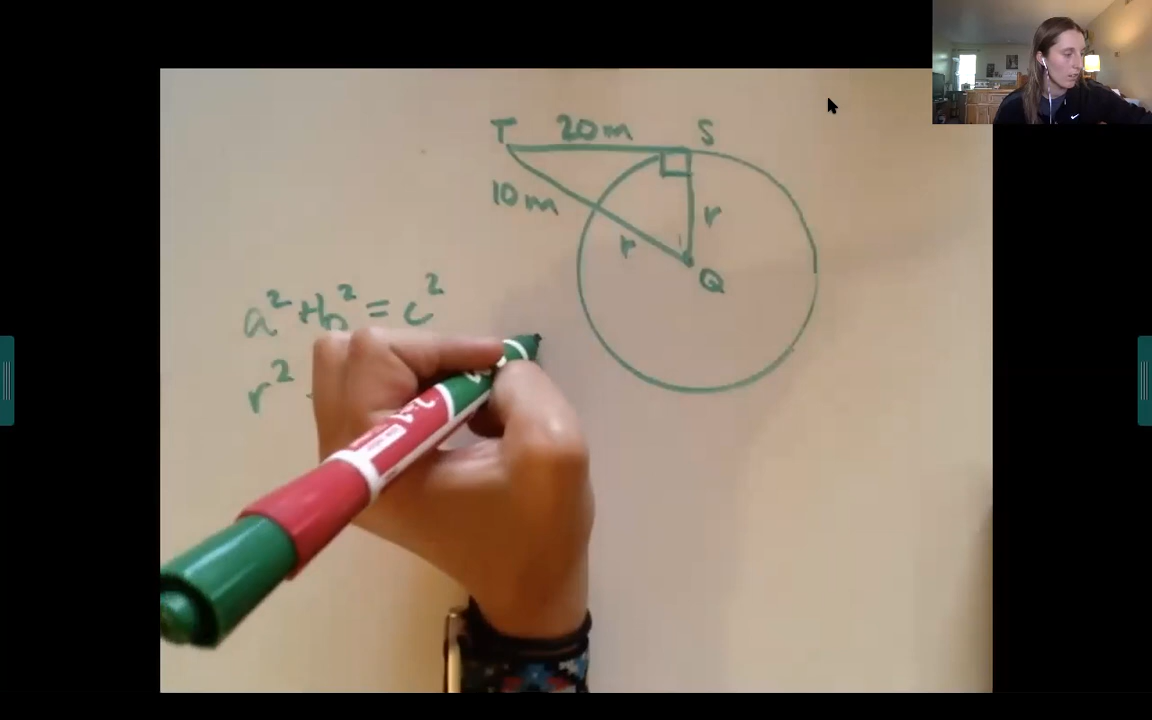 T 20m S
10m r
r
Q
a² + b² = c²
r²